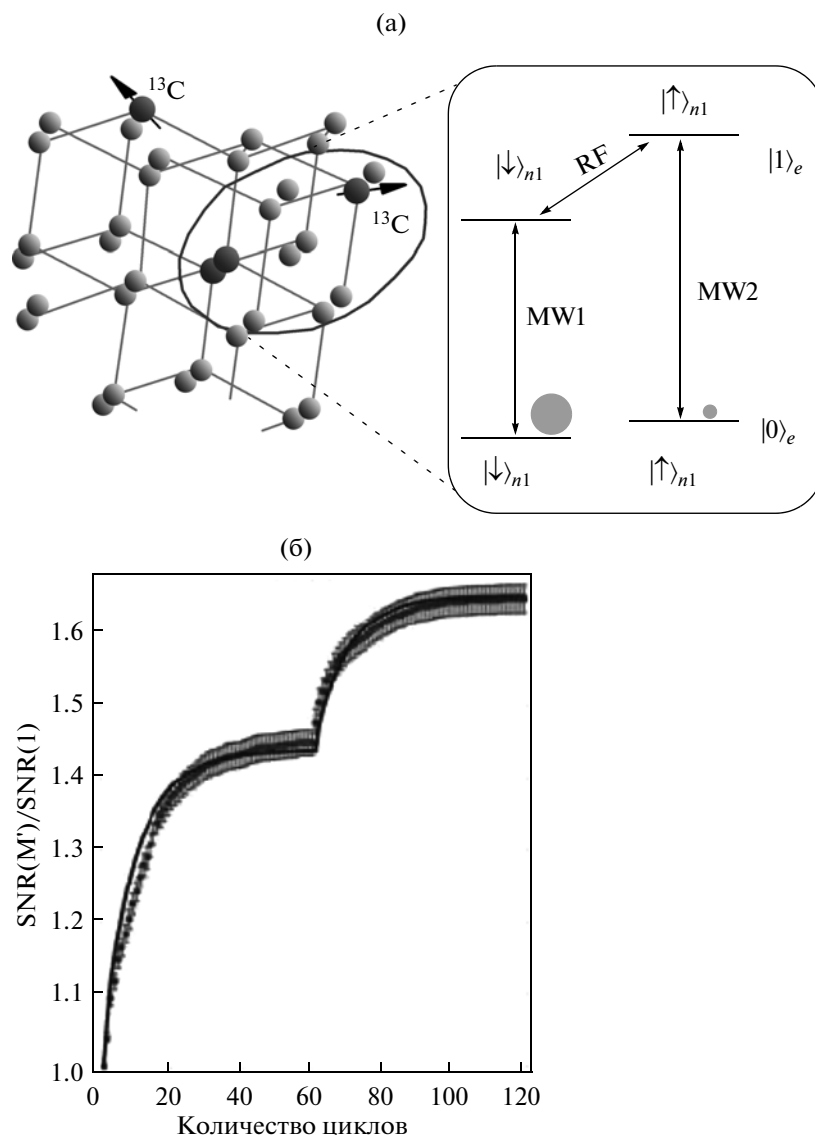 (а)
¹³C
¹³C
|↑⟩ₙ₁
|1⟩ₑ
RF
|↓⟩ₙ₁
MW1
MW2
|0⟩ₑ
|↓⟩ₙ₁
|↑⟩ₙ₁
(б)
SNR(M')/SNR(1)
1.6
1.5
1.4
1.3
1.2
1.1
1.0
0 20 40 60 80 100 120
Количество циклов